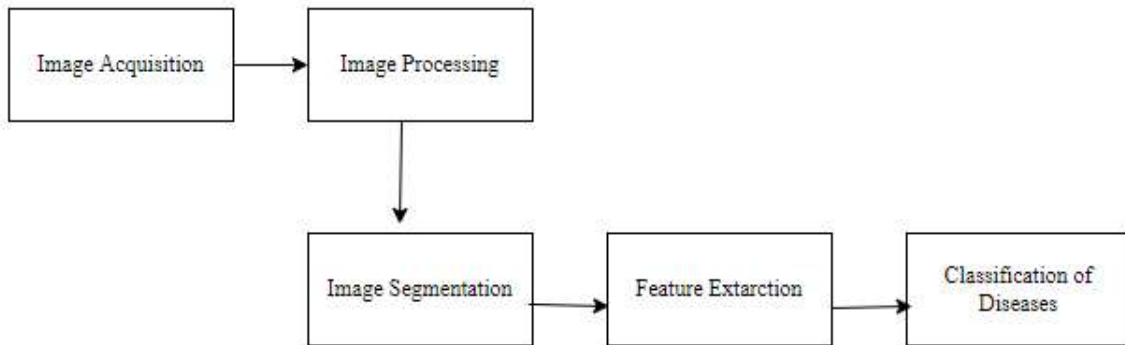 Image Acquisition
Image Processing
Image Segmentation
Feature Extarction
Classification of
Diseases